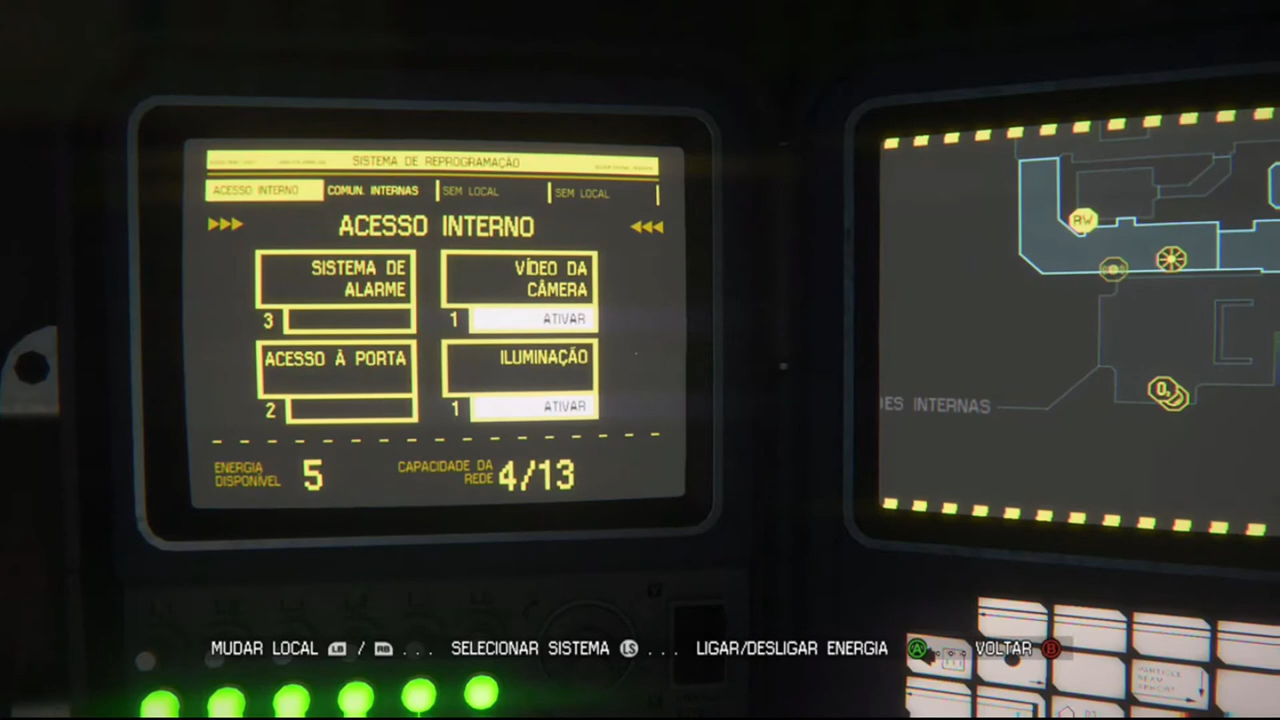 SISTEMA DE REPROGRAMAÇÃO
ACESSO INTERNO COMUN. INTERNAS SEM LOCAL SEM LOCAL
ACESSO INTERNO
SISTEMA DE
ALARME
3
VÍDEO DA
CÂMERA
1 ATIVAR
ACESSO À PORTA
2
ILUMINAÇÃO
1 ATIVAR
ENERGIA
DISPONÍVEL 5
CAPACIDADE DA
REDE 4/13
RW
ES INTERNAS
MUDAR LOCAL LB / RB ... SELECIONAR SISTEMA LS ... LIGAR/DESLIGAR ENERGIA A VOLTAR B